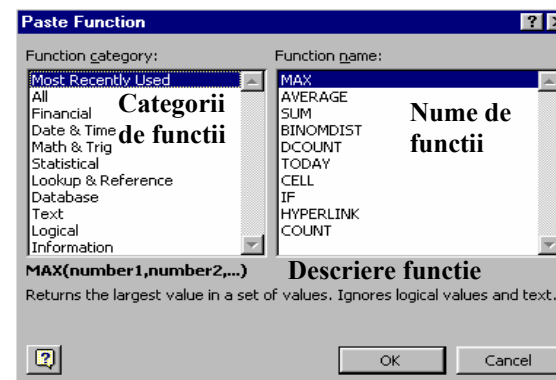 Paste Function
Function category:
Most Recently Used
All
Financial
Date & Time
Math & Trig
Statistical
Lookup & Reference
Database
Text
Logical
Information
Categorii
de functii
Function name:
MAX
AVERAGE
SUM
BINOMDIST
DCOUNT
TODAY
CELL
IF
HYPERLINK
COUNT
Nume de
functii
MAX(number1,number2,...)
Descriere functie
Returns the largest value in a set of values. Ignores logical values and text.
OK
Cancel